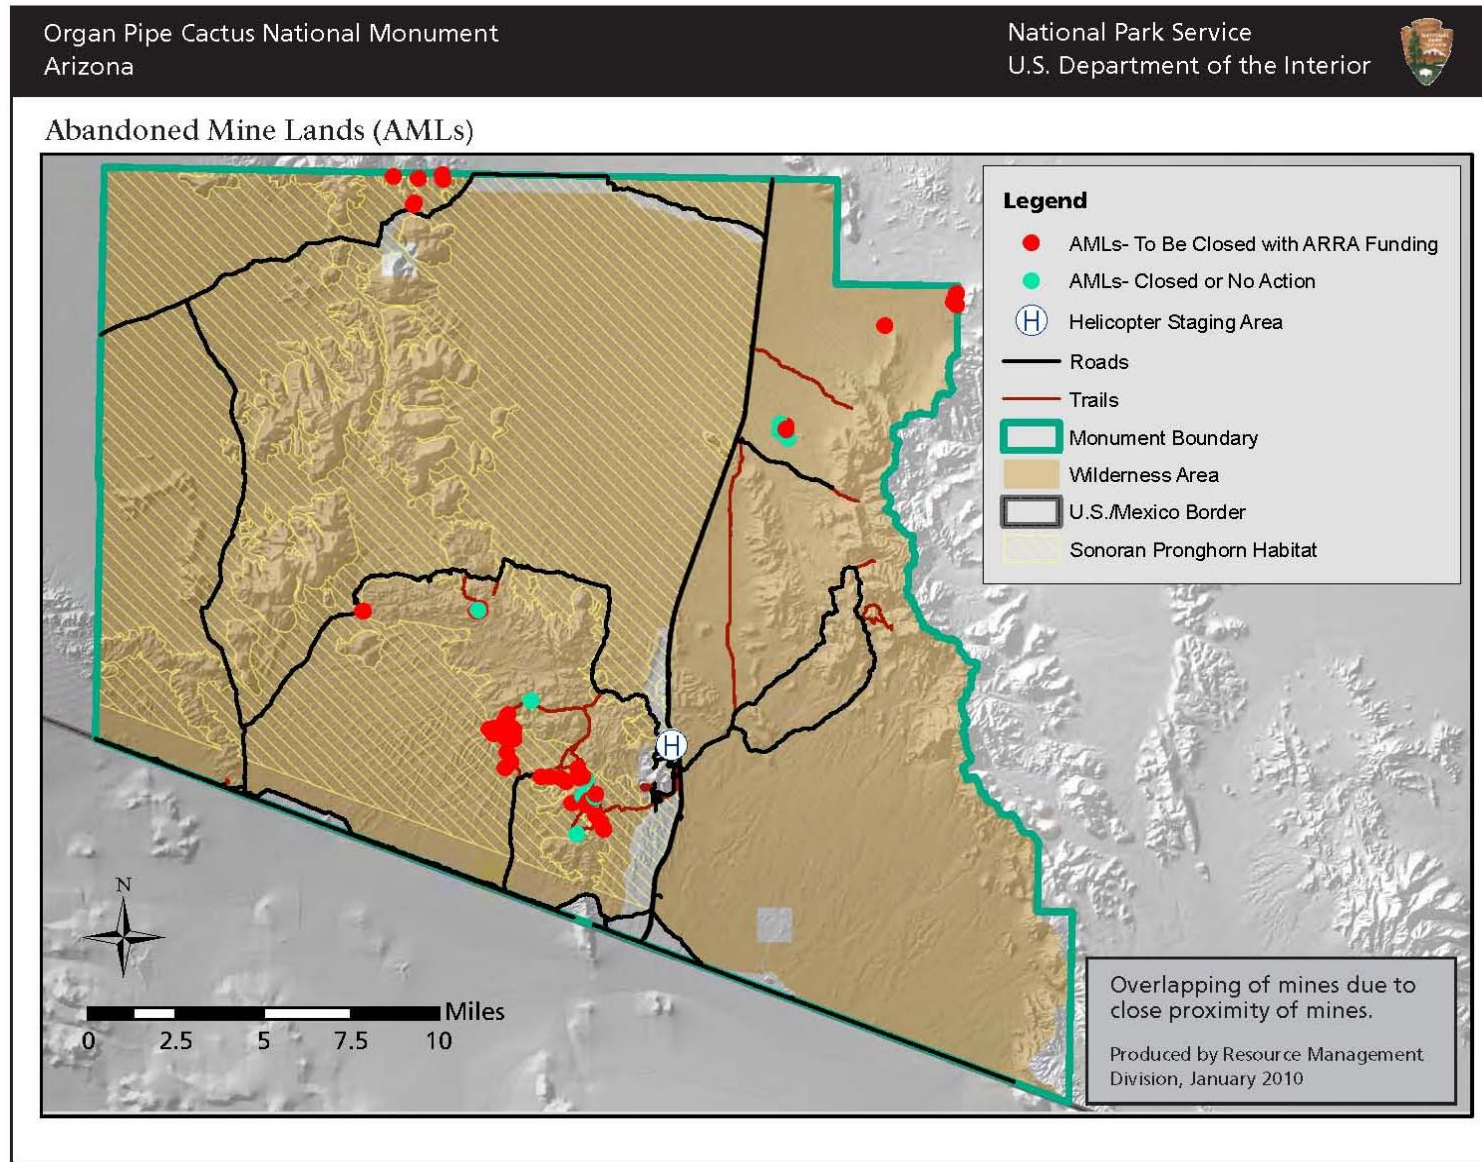 Organ Pipe Cactus National Monument
Arizona
National Park Service
U.S. Department of the Interior
Abandoned Mine Lands (AMLs)
Legend
AMLs- To Be Closed with ARRA Funding
AMLs- Closed or No Action
H Helicopter Staging Area
Roads
Trails
Monument Boundary
Wilderness Area
U.S./Mexico Border
Sonoran Pronghorn Habitat
H
N
Miles
0 2.5 5 7.5 10
Overlapping of mines due to
close proximity of mines.
Produced by Resource Management
Division, January 2010